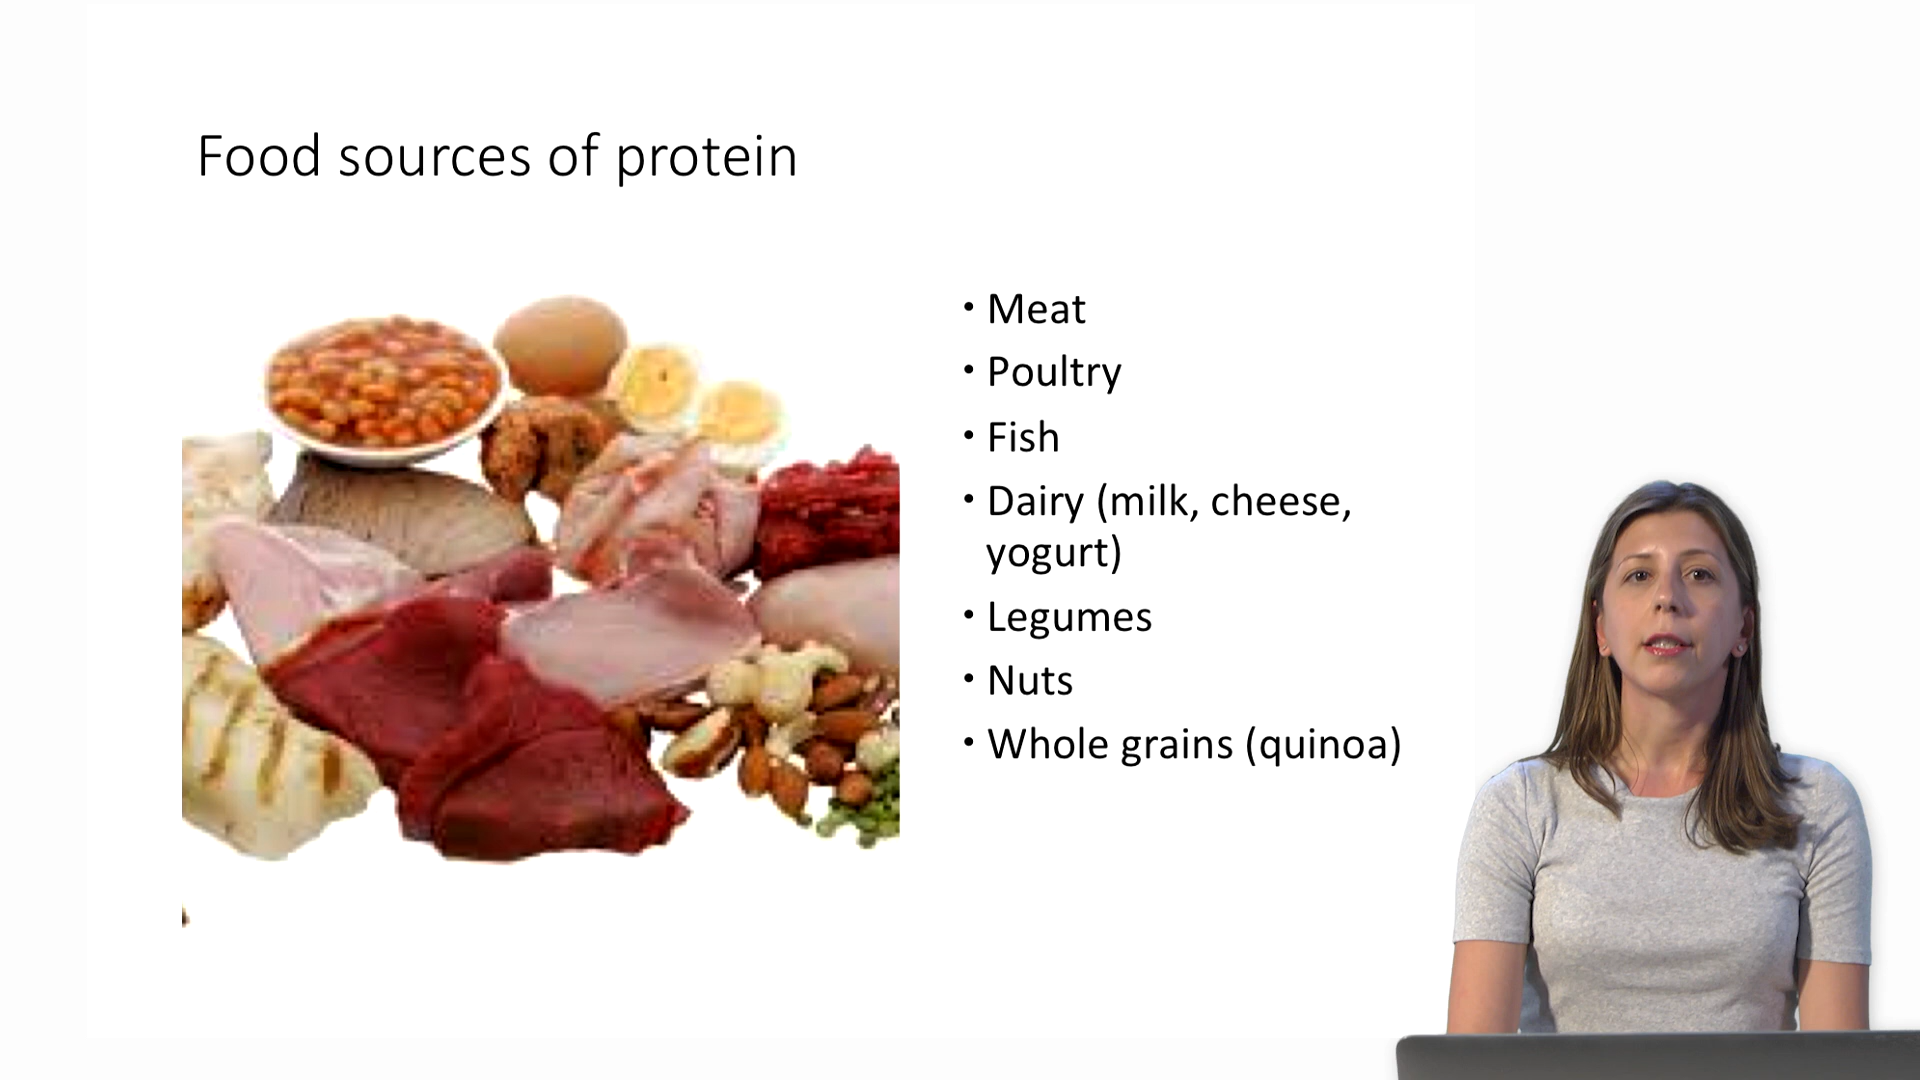 Food sources of protein
• Meat
• Poultry
• Fish
• Dairy (milk, cheese,
yogurt)
• Legumes
• Nuts
• Whole grains (quinoa)